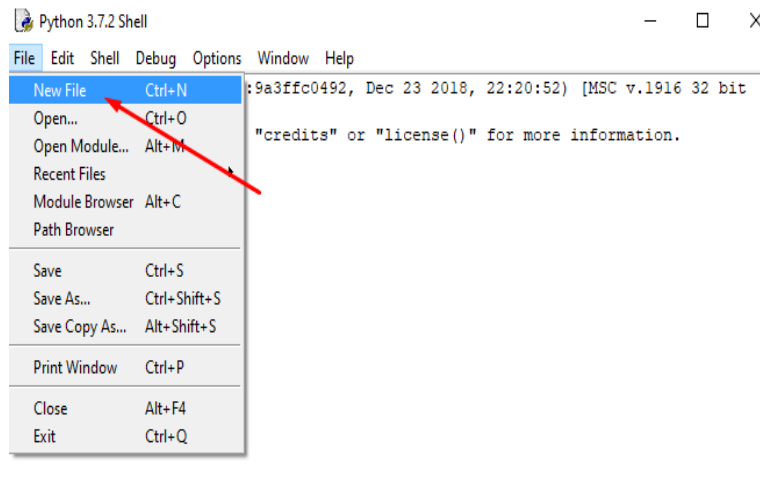 Python 3.7.2 Shell
File Edit Shell Debug Options Window Help
New File Ctrl+N
:9a3ffc0492, Dec 23 2018, 22:20:52) [MSC v.1916 32 bit
Open... Ctrl+O
"credits" or "license()" for more information.
Open Module... Alt+M
Recent Files
Module Browser Alt+C
Path Browser
Save Ctrl+S
Save As... Ctrl+Shift+S
Save Copy As... Alt+Shift+S
Print Window Ctrl+P
Close Alt+F4
Exit Ctrl+Q